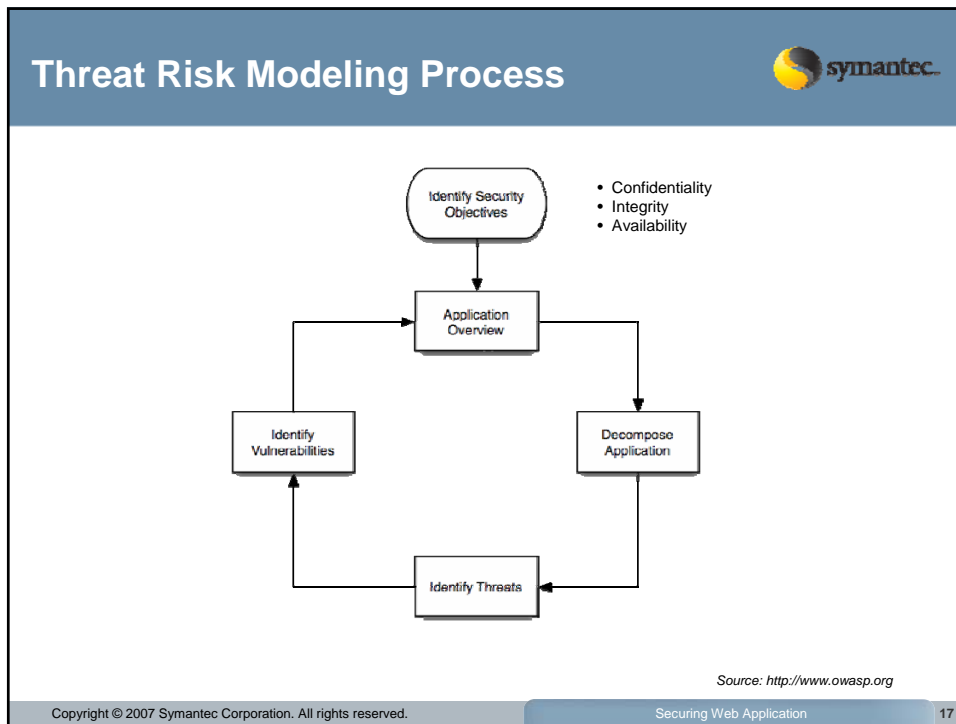 Threat Risk Modeling Process
symantec.
Identify Security
Objectives
• Confidentiality
• Integrity
• Availability
Application
Overview
Identify
Vulnerabilities
Decompose
Application
Identify Threats
Source: http://www.owasp.org
Copyright © 2007 Symantec Corporation. All rights reserved.
Securing Web Application
17